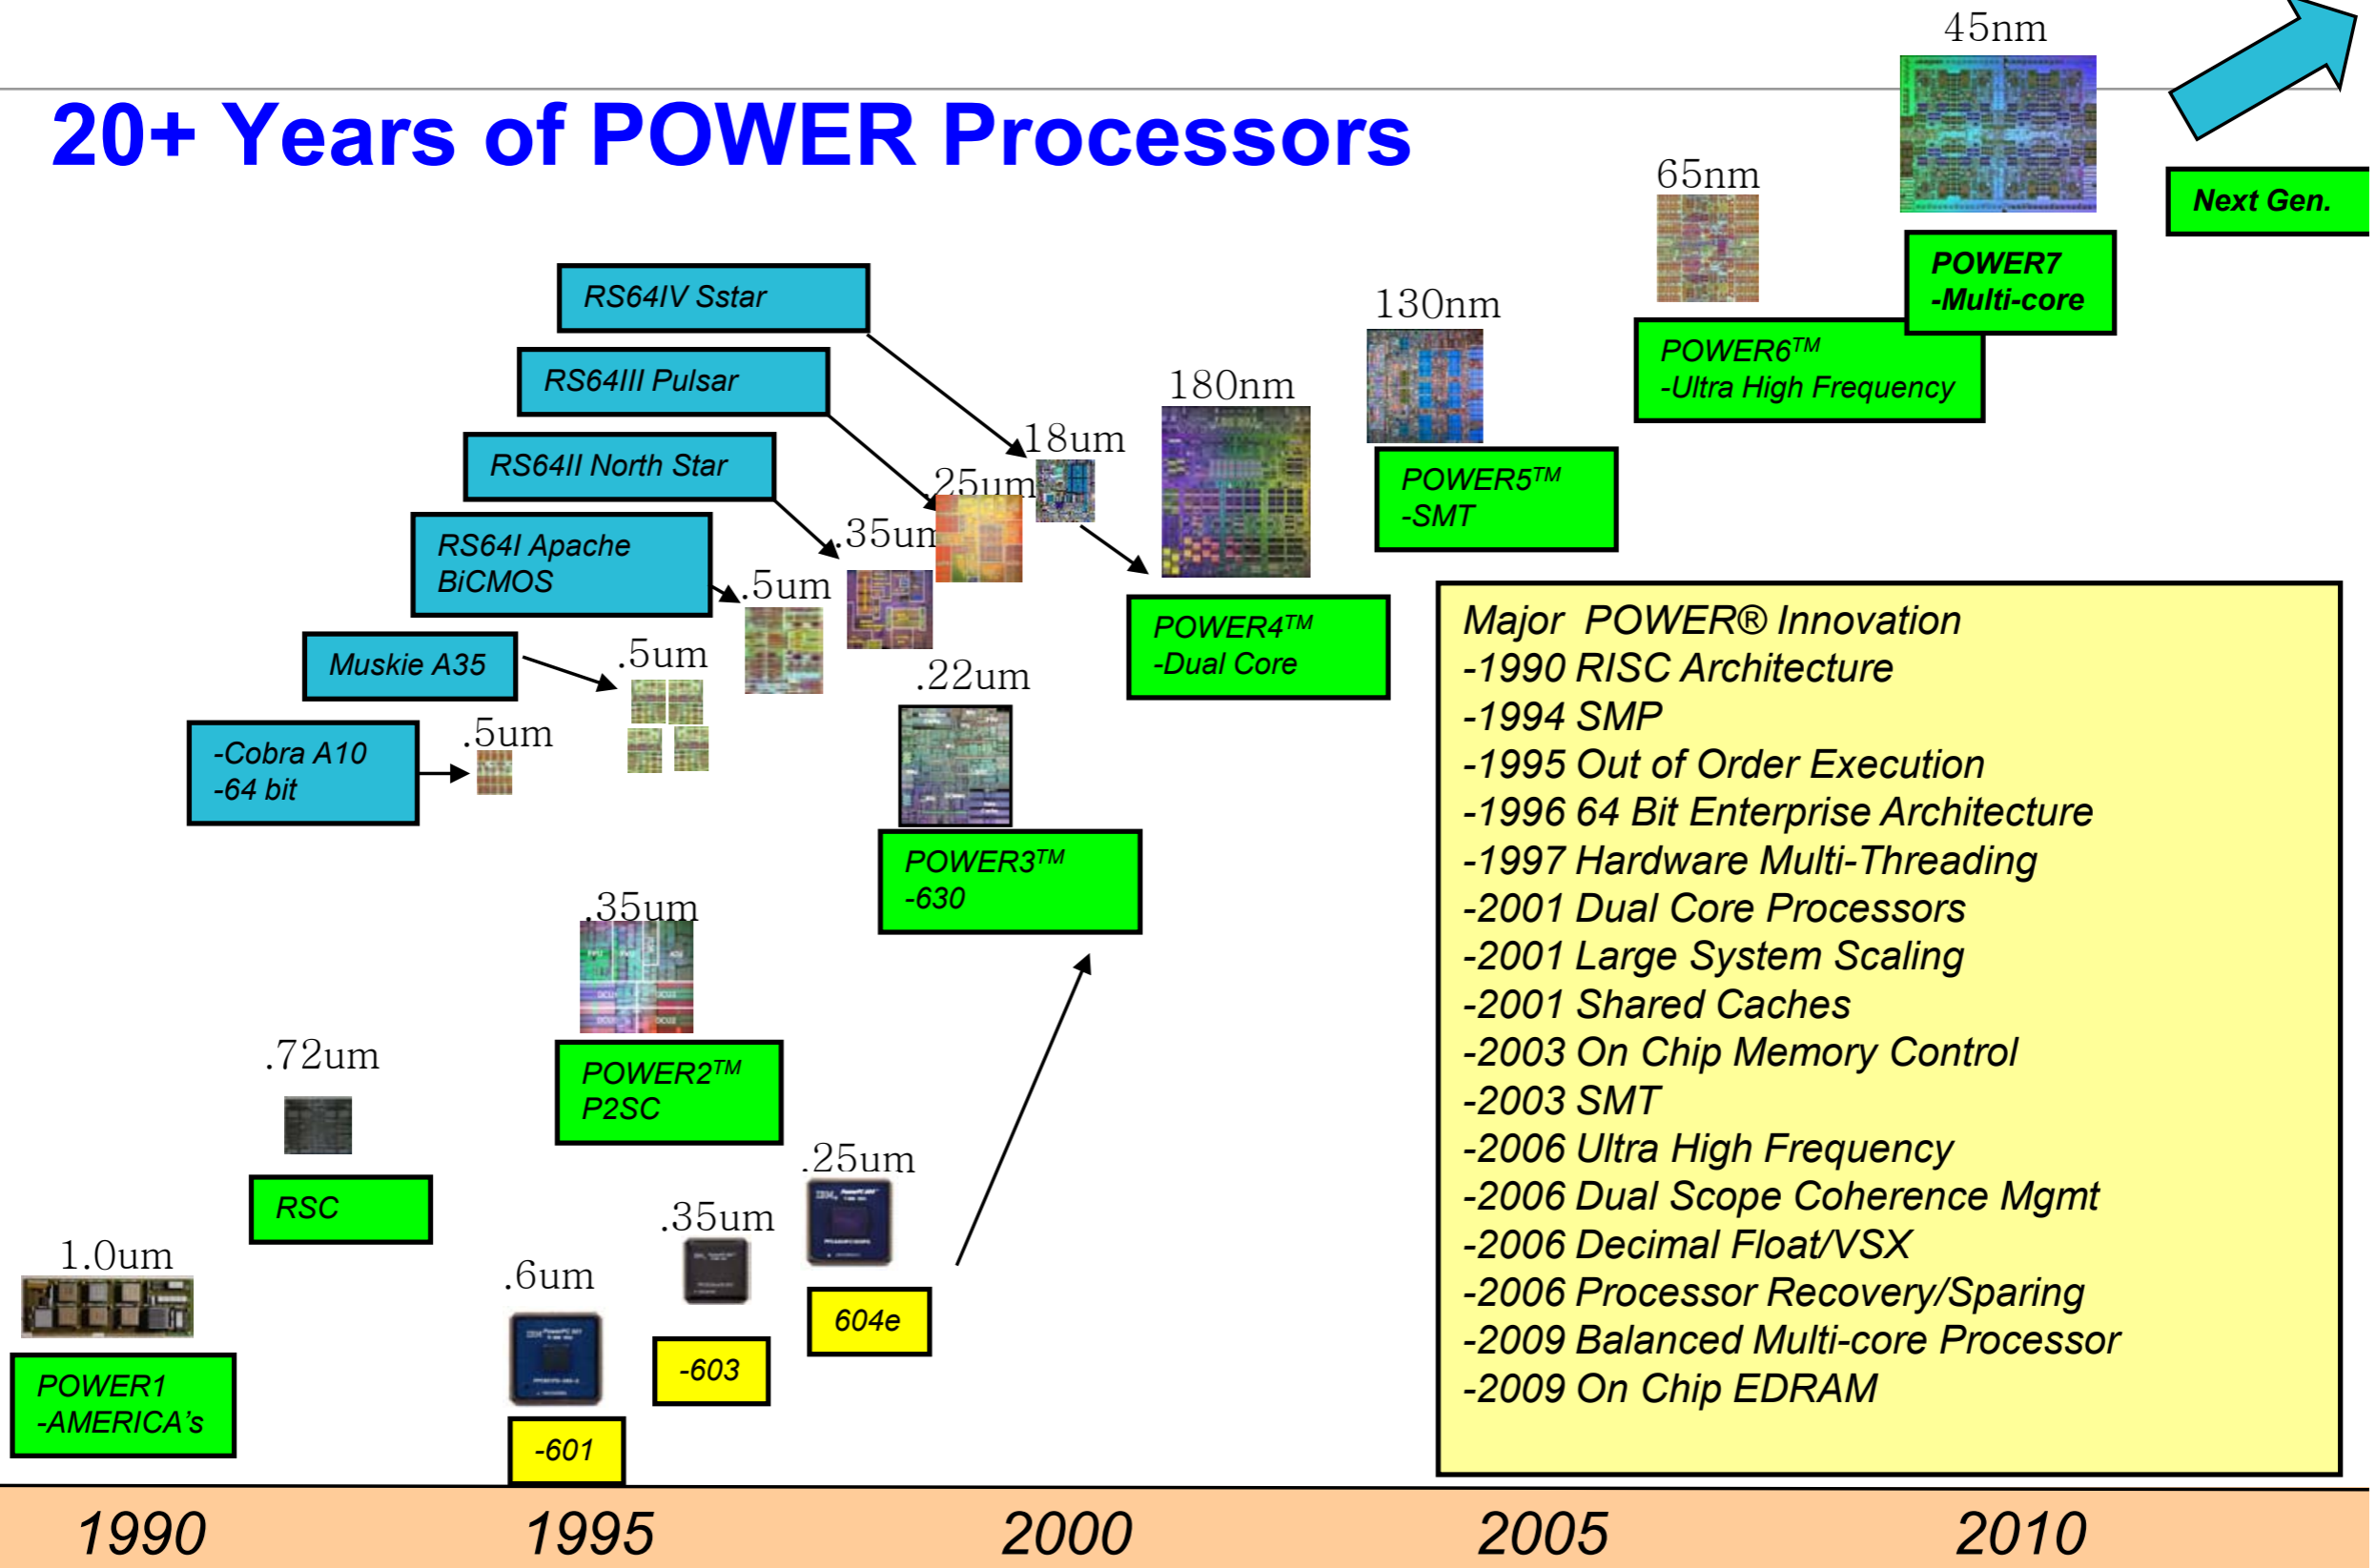 45nm
20+ Years of POWER Processors
65nm
Next Gen.
POWER7
-Multi-core
RS64IV Sstar
130nm
POWER6TM
-Ultra High Frequency
RS64III Pulsar
180nm
18um
RS64II North Star
.25um
POWER5TM
-SMT
.35um
RS64I Apache
BiCMOS
.5um
POWER4TM
-Dual Core
Muskie A35
.5um
.22um
-Cobra A10
-64 bit
.5um
POWER3TM
-630
Major POWER® Innovation
-1990 RISC Architecture
-1994 SMP
-1995 Out of Order Execution
-1996 64 Bit Enterprise Architecture
-1997 Hardware Multi-Threading
-2001 Dual Core Processors
-2001 Large System Scaling
-2001 Shared Caches
-2003 On Chip Memory Control
-2003 SMT
-2006 Ultra High Frequency
-2006 Dual Scope Coherence Mgmt
-2006 Decimal Float/VSX
-2006 Processor Recovery/Sparing
-2009 Balanced Multi-core Processor
-2009 On Chip EDRAM
.35um
POWER2TM
P2SC
.72um
RSC
.25um
604e
.35um
-603
1.0um
POWER1
-AMERICA's
.6um
-601
1990
1995
2000
2005
2010